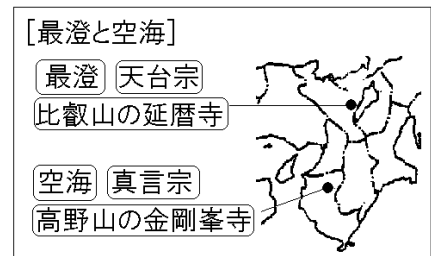 [最澄と空海]
最澄 天台宗
比叡山の延暦寺
空海 真言宗
高野山の金剛峯寺